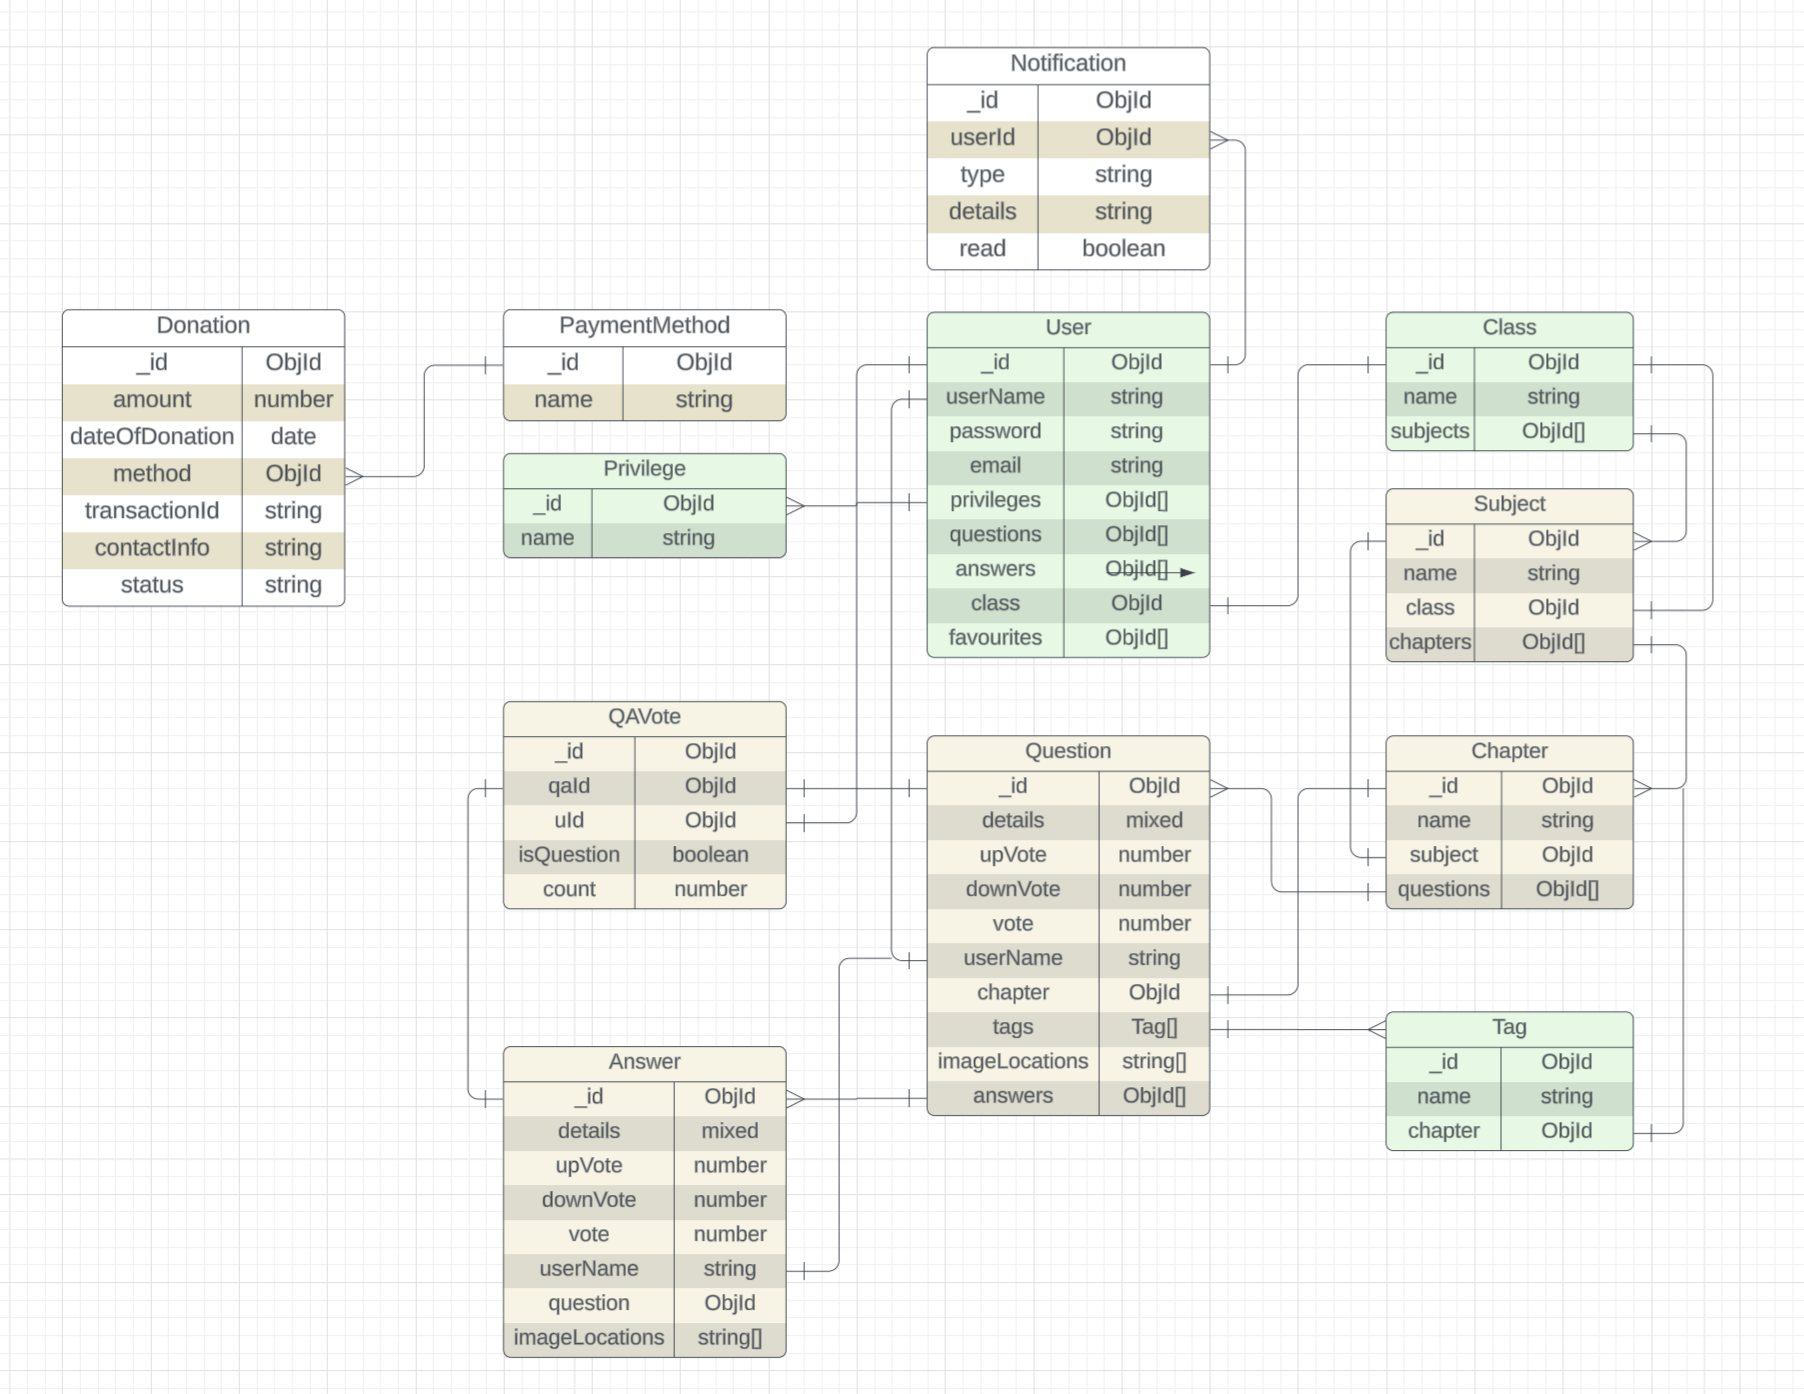 Notification
_id ObjId
userId ObjId
type string
details string
read boolean
Donation
_id ObjId
amount number
dateOfDonation date
method ObjId
transactionId string
contactInfo string
status string
PaymentMethod
_id ObjId
name string
Privilege
_id ObjId
name string
User
_id ObjId
userName string
password string
email string
privileges ObjId[]
questions ObjId[]
answers ObjId[]
class ObjId
favourites ObjId[]
Class
_id ObjId
name string
subjects ObjId[]
Subject
_id ObjId
name string
class ObjId
chapters ObjId[]
QAVote
_id ObjId
qaId ObjId
uId ObjId
isQuestion boolean
count number
Question
_id ObjId
details mixed
upVote number
downVote number
vote number
userName string
chapter ObjId
tags Tag[]
imageLocations string[]
answers ObjId[]
Chapter
_id ObjId
name string
subject ObjId
questions ObjId[]
Tag
_id ObjId
name string
chapter ObjId
Answer
_id ObjId
details mixed
upVote number
downVote number
vote number
userName string
question ObjId
imageLocations string[]